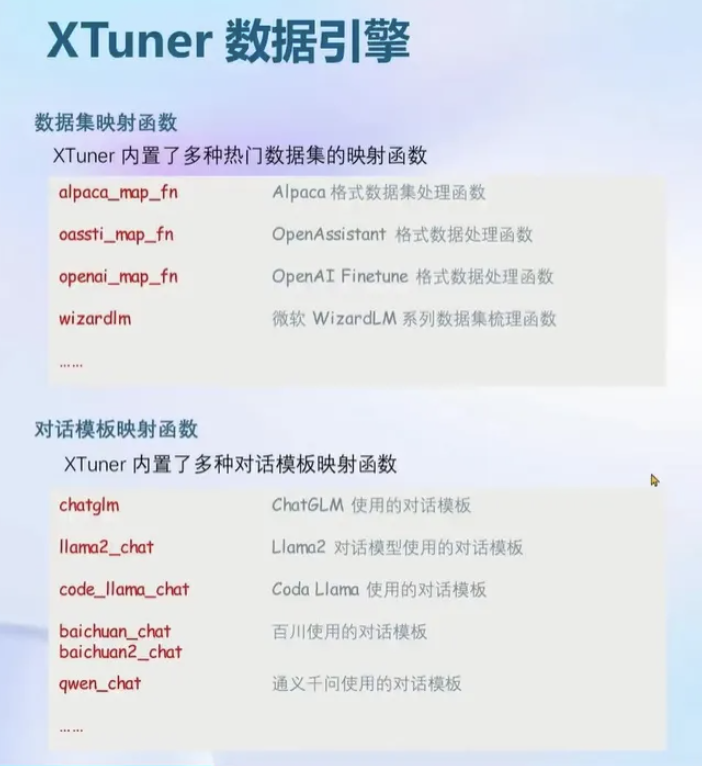 XTuner 数据引擎
数据集映射函数
XTuner 内置了多种热门数据集的映射函数
alpaca_map_fn Alpaca 格式数据集处理函数
oassti_map_fn OpenAssistant 格式数据处理函数
openai_map_fn OpenAI Finetune 格式数据处理函数
wizardlm 微软 WizardLM 系列数据集梳理函数
……
对话模板映射函数
XTuner 内置了多种对话模板映射函数
chatglm ChatGLM 使用的对话模板
llama2_chat Llama2 对话模型使用的对话模板
code_llama_chat Coda Llama 使用的对话模板
baichuan_chat 百川使用的对话模板
baichuan2_chat
qwen_chat 通义千问使用的对话模板
……